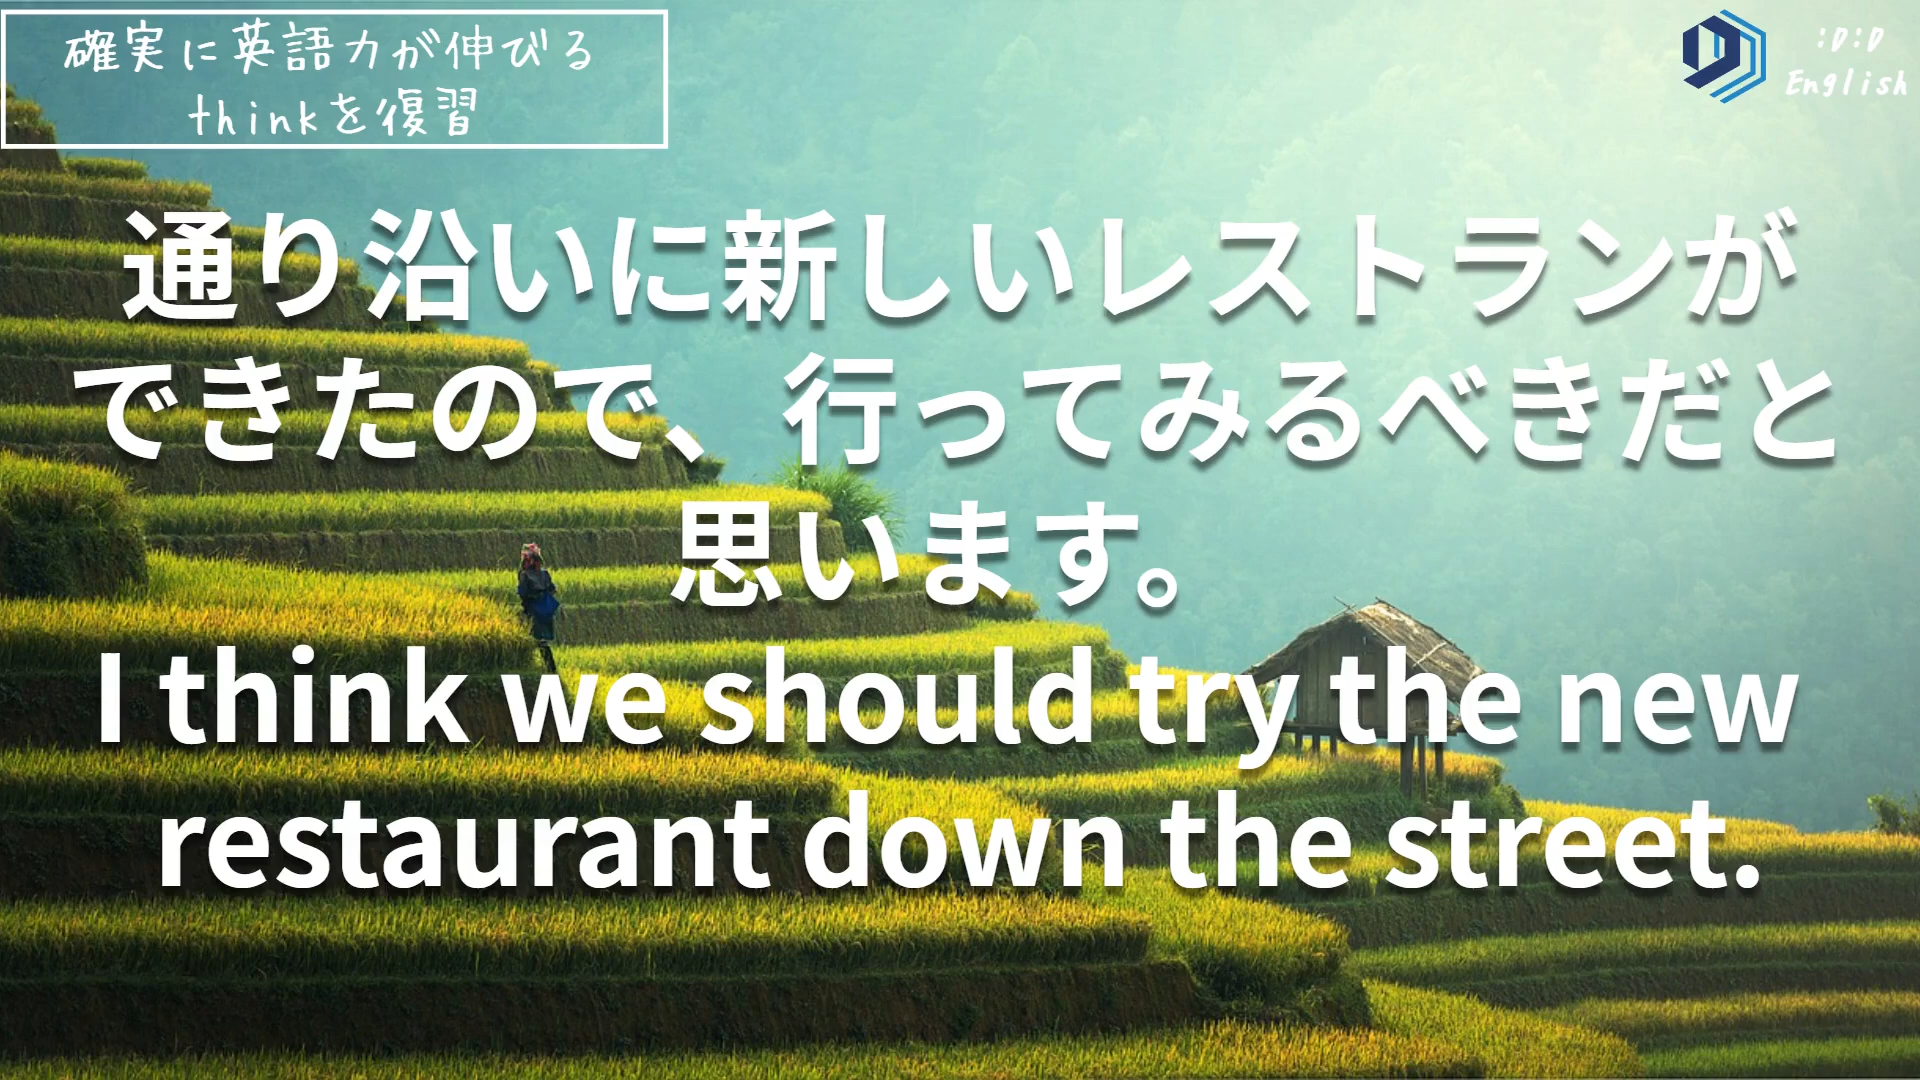 確実に英語力が伸びる
thinkを復習
:D:D
English
通り沿いに新しいレストランが
できたので、行ってみるべきだと
思います。
I think we should try the new
restaurant down the street.